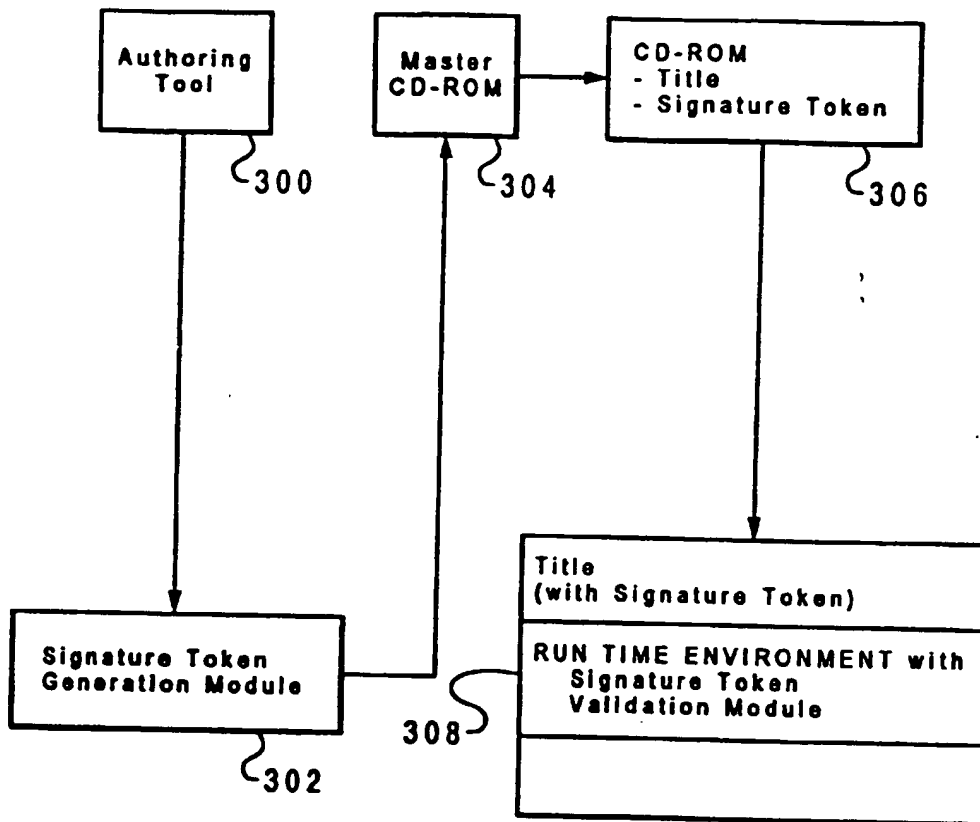 Authoring
Tool
300
Master
CD-ROM
304
CD-ROM
- Title
- Signature Token
306
Title
(with Signature Token)
RUN TIME ENVIRONMENT with
Signature Token
Validation Module
308
Signature Token
Generation Module
302